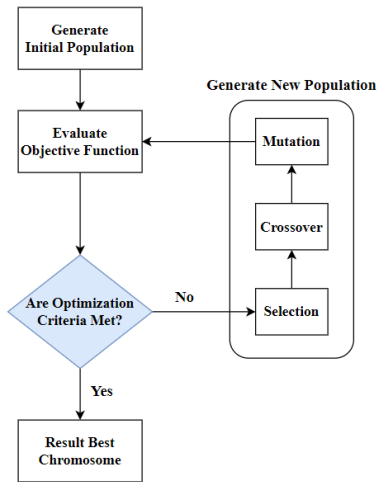 Generate
Initial Population
Generate New Population
Evaluate
Objective Function
Mutation
Crossover
Are Optimization
Criteria Met?
No
Selection
Yes
Result Best
Chromosome